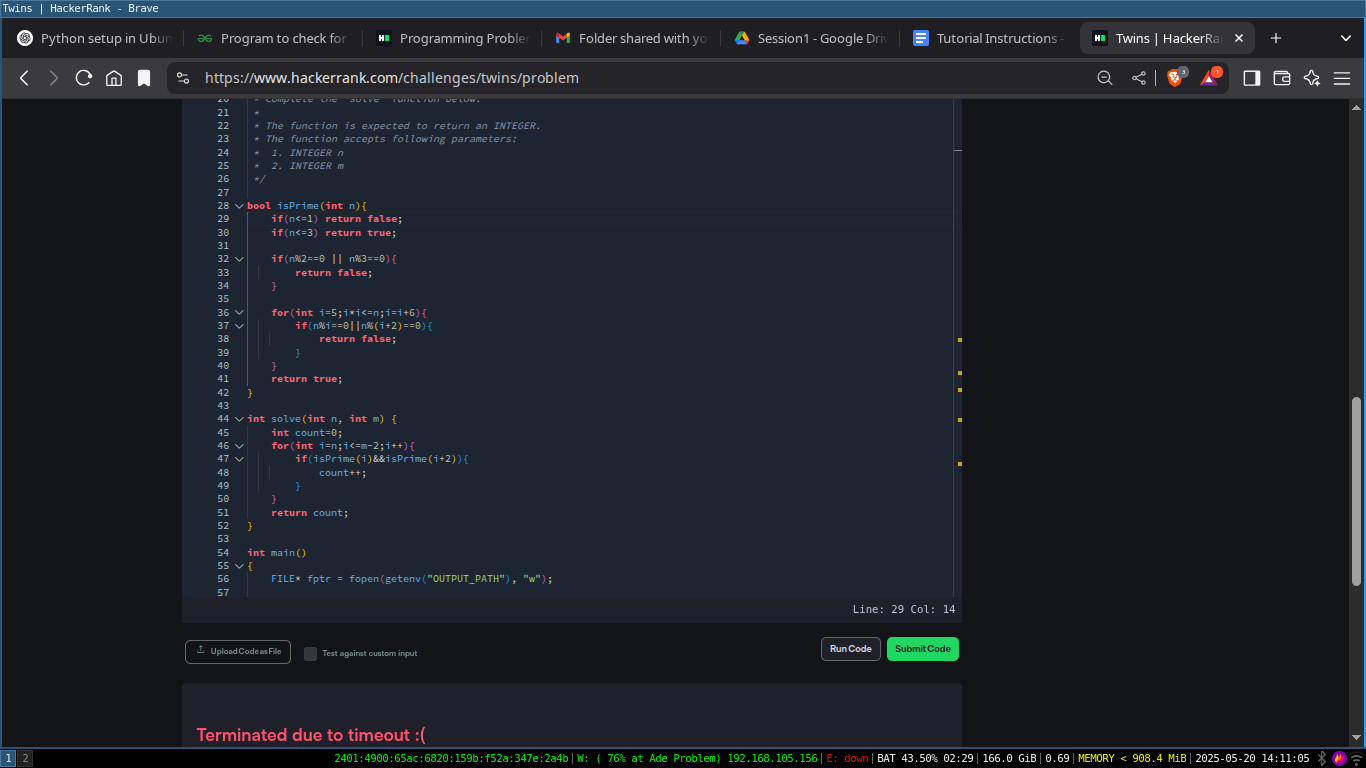 Twins | HackerRank - Brave
Python setup in Ubun
Program to check for
Programming Probler
Folder shared with yo
Session1 - Google Driv
Tutorial Instructions -
Twins | HackerRa
https://www.hackerrank.com/challenges/twins/problem
20 * Complete the 'solve' function below.
21 *
22 * The function is expected to return an INTEGER.
23 * The function accepts following parameters:
24 *  1. INTEGER n
25 *  2. INTEGER m
26 */
27
28 bool isPrime(int n){
29     if(n<=1) return false;
30     if(n<=3) return true;
31
32     if(n%2==0 || n%3==0){
33         return false;
34     }
35
36     for(int i=5;i*i<=n;i=i+6){
37         if(n%i==0||n%(i+2)==0){
38             return false;
39         }
40     }
41     return true;
42 }
43
44 int solve(int n, int m) {
45     int count=0;
46     for(int i=n;i<=m-2;i++){
47         if(isPrime(i)&&isPrime(i+2)){
48             count++;
49         }
50     }
51     return count;
52 }
53
54 int main()
55 {
56     FILE* fptr = fopen(getenv("OUTPUT_PATH"), "w");
57
Line: 29 Col: 14
Upload Code as File
Test against custom input
Run Code
Submit Code
Terminated due to timeout :(
1 2 2401:4900:65ac:6820:159b:f52a:347e:2a4b|W: ( 76% at Ade Problem) 192.168.105.156|E: down|BAT 43.50% 02:29|166.0 GiB|0.69|MEMORY < 908.4 MiB|2025-05-20 14:11:05